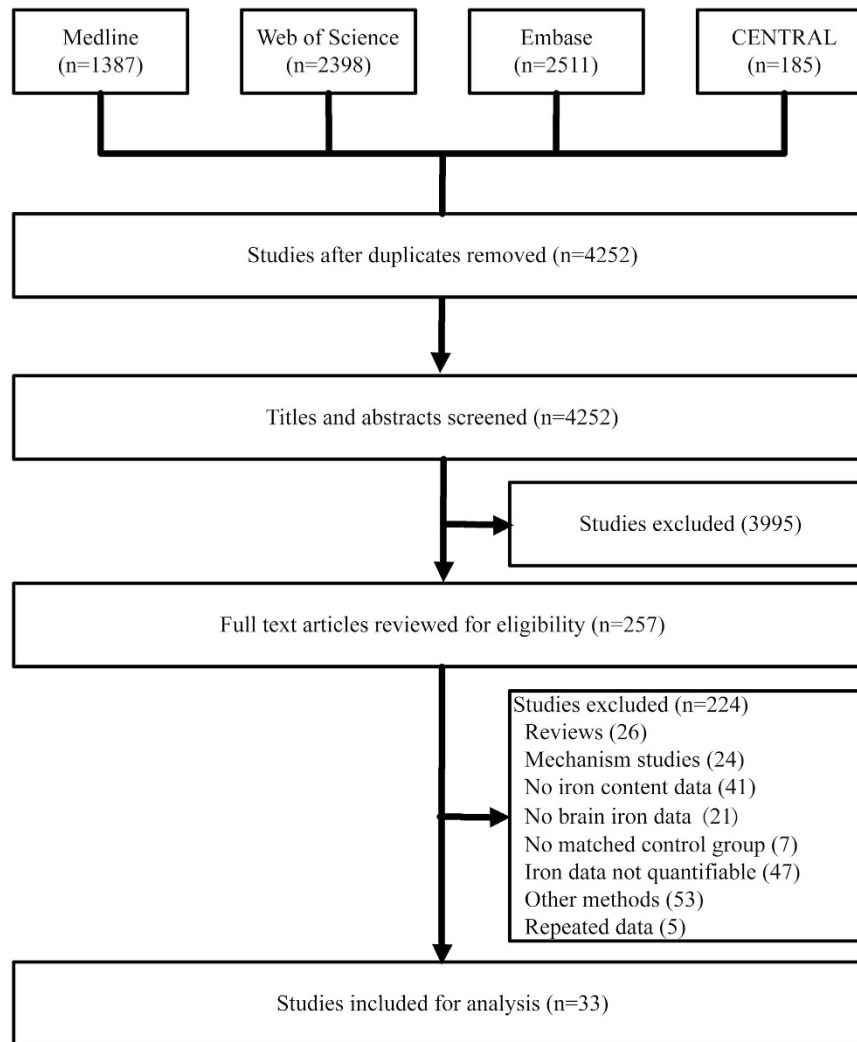 Medline
(n=1387)
Web of Science
(n=2398)
Embase
(n=2511)
CENTRAL
(n=185)
Studies after duplicates removed (n=4252)
Titles and abstracts screened (n=4252)
Studies excluded (3995)
Full text articles reviewed for eligibility (n=257)
Studies excluded (n=224)
Reviews (26)
Mechanism studies (24)
No iron content data (41)
No brain iron data (21)
No matched control group (7)
Iron data not quantifiable (47)
Other methods (53)
Repeated data (5)
Studies included for analysis (n=33)